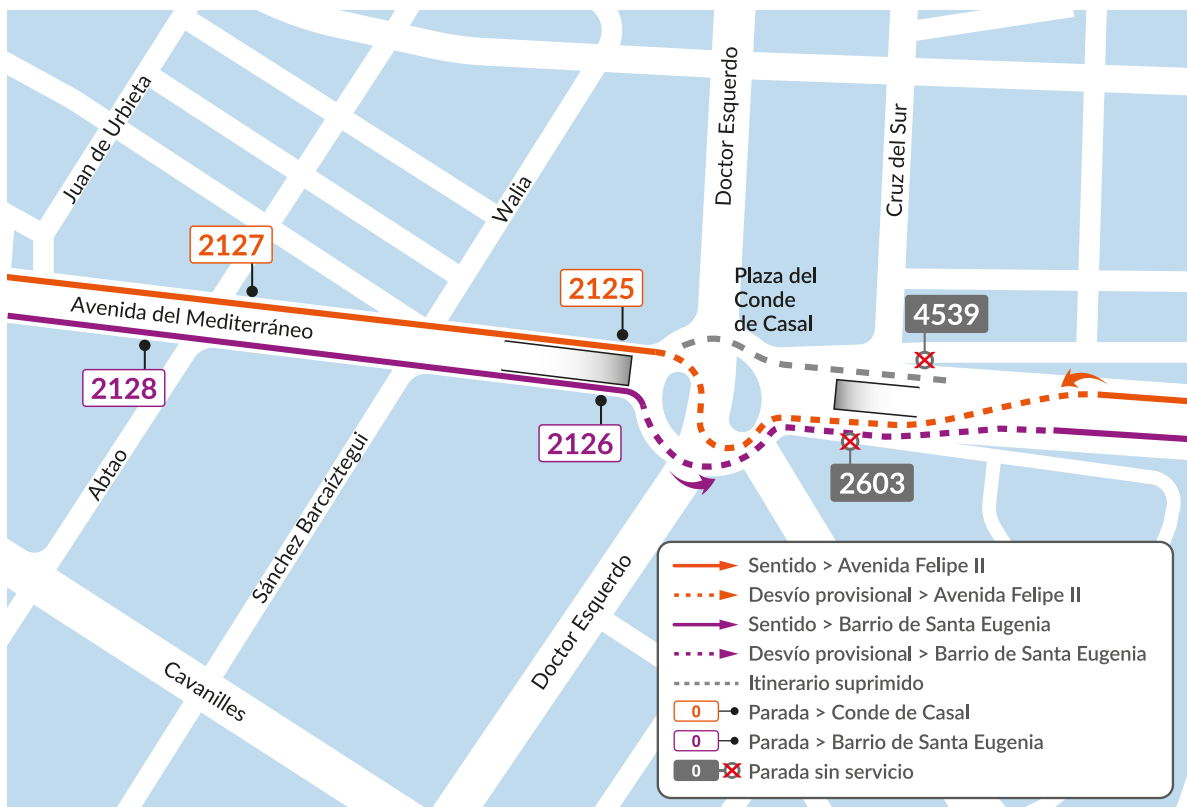 Juan de Urbieta
Walia
Doctor Esquerdo
Cruz del Sur
2127
2125
Plaza del
Conde
de Casal
4539
Avenida del Mediterráneo
2128
2126
2603
Abtao
Sánchez Barcaíztegui
Doctor Esquerdo
Cavanilles
Sentido > Avenida Felipe II
Desvío provisional > Avenida Felipe II
Sentido > Barrio de Santa Eugenia
Desvío provisional > Barrio de Santa Eugenia
Itinerario suprimido
0 Parada > Conde de Casal
0 Parada > Barrio de Santa Eugenia
0 Parada sin servicio